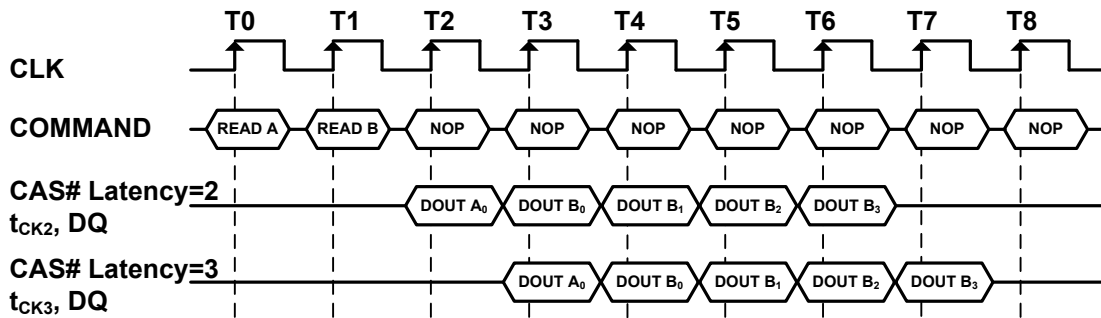 T0 T1 T2 T3 T4 T5 T6 T7 T8
CLK
COMMAND READ A READ B NOP NOP NOP NOP NOP NOP NOP
CAS# Latency=2
tCK2, DQ DOUT A0 DOUT B0 DOUT B1 DOUT B2 DOUT B3
CAS# Latency=3
tCK3, DQ DOUT A0 DOUT B0 DOUT B1 DOUT B2 DOUT B3